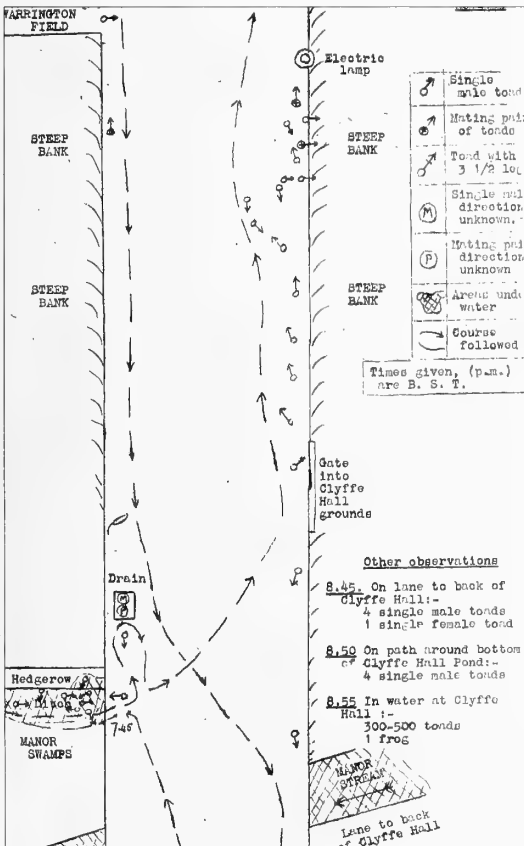 WARRINGTON
FIELD
Electric
lamp
Single
male toad
Mating pair
of toads
Toad with
3 1/2 legs
Single male
direction
unknown.
Mating pair
direction
unknown
Areas under
water
Course
followed
Times given, (p.m.)
are B. S. T.
STEEP
BANK
STEEP
BANK
STEEP
BANK
STEEP
BANK
M
P
Gate
into
Clyffe
Hall
grounds
Drain
M
P
Hedgerow
Ditch
7.45
MANOR
SWAMPS
Other observations
8.45. On lane to back of
Clyffe Hall:-
4 single male toads
1 single female toad
8.50 On path around bottom
of Clyffe Hall Pond:-
4 single male toads
8.55 In water at Clyffe
Hall :-
300-500 toads
1 frog
MANOR
STREAM
Lane to back
of Clyffe Hall